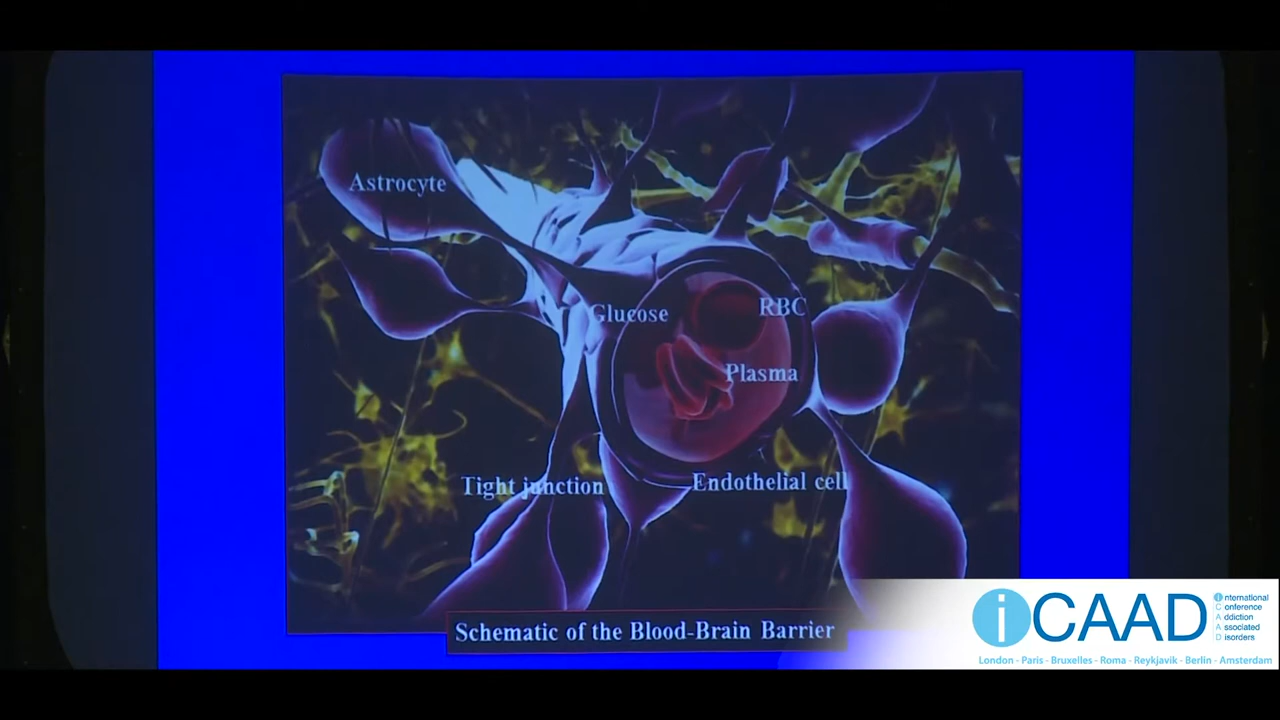 Astrocyte
Glucose
RBC
Plasma
Tight junction
Endothelial cell
Schematic of the Blood-Brain Barrier
iCAAD
international
Conference
Addiction
Associated
Disorders
London - Paris - Bruxelles - Roma - Reykjavik - Berlin - Amsterdam